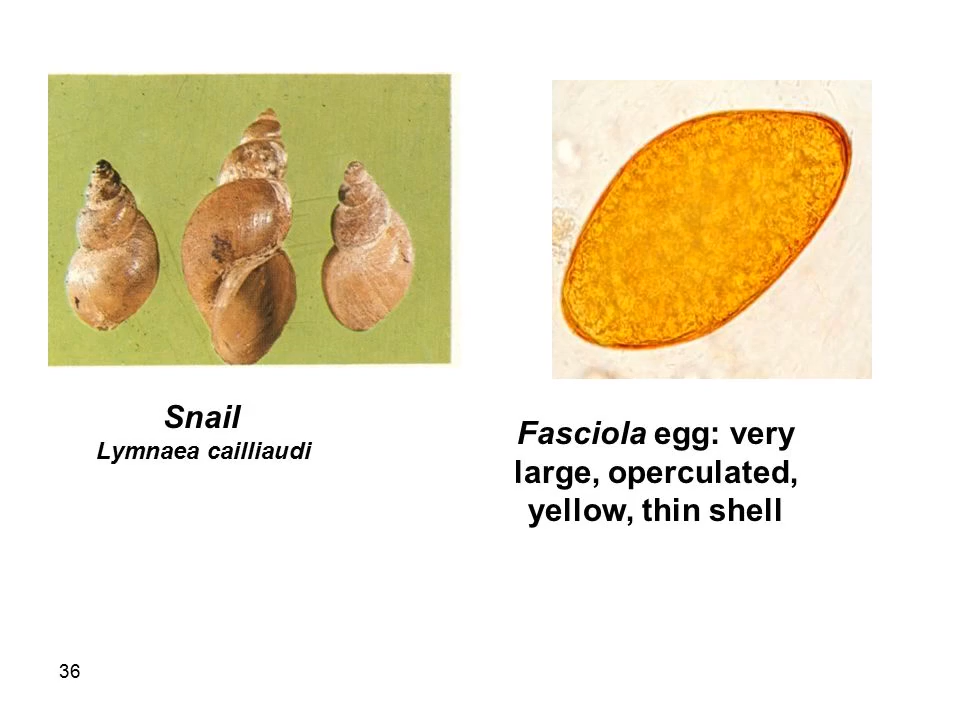 Snail
Lymnaea cailliaudi
Fasciola egg: very
large, operculated,
yellow, thin shell
36